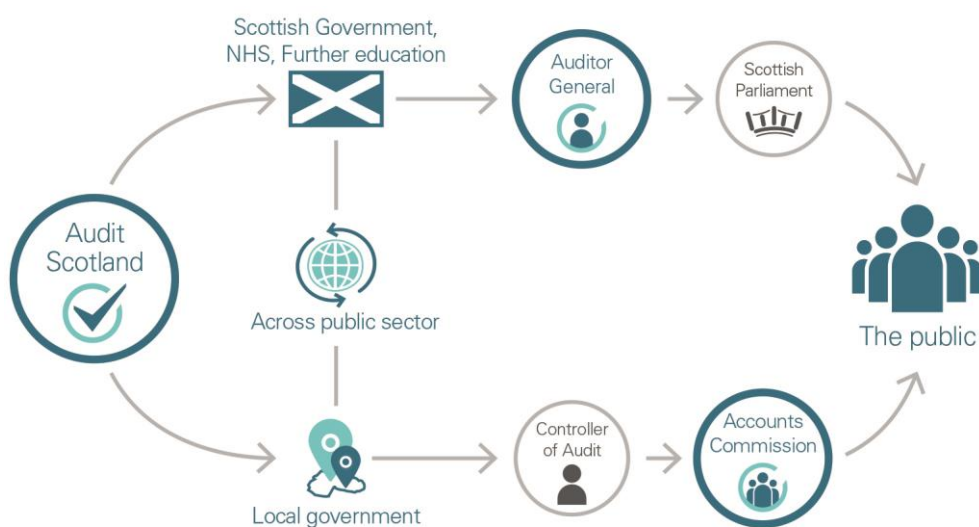 Scottish Government,
NHS, Further education
Auditor
General
Scottish
Parliament
Audit
Scotland
Across public sector
The public
Controller
of Audit
Accounts
Commission
Local government